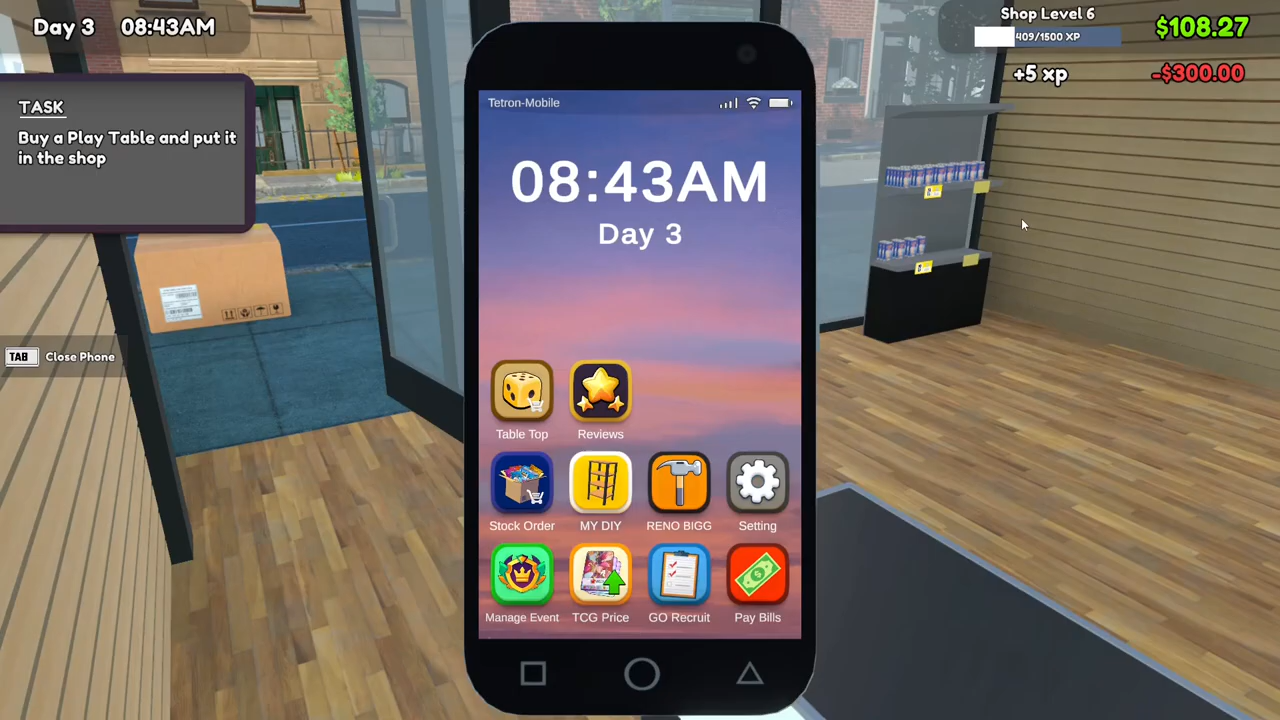 Day 3 08:43AM
Shop Level 6
409/1500 XP
$108.27
+5 xp
-$300.00
TASK
Buy a Play Table and put it
in the shop
TAB Close Phone
Tetron-Mobile
08:43AM
Day 3
Table Top
Reviews
Stock Order
MY DIY
RENO BIGG
Setting
Manage Event
TCG Price
GO Recruit
Pay Bills